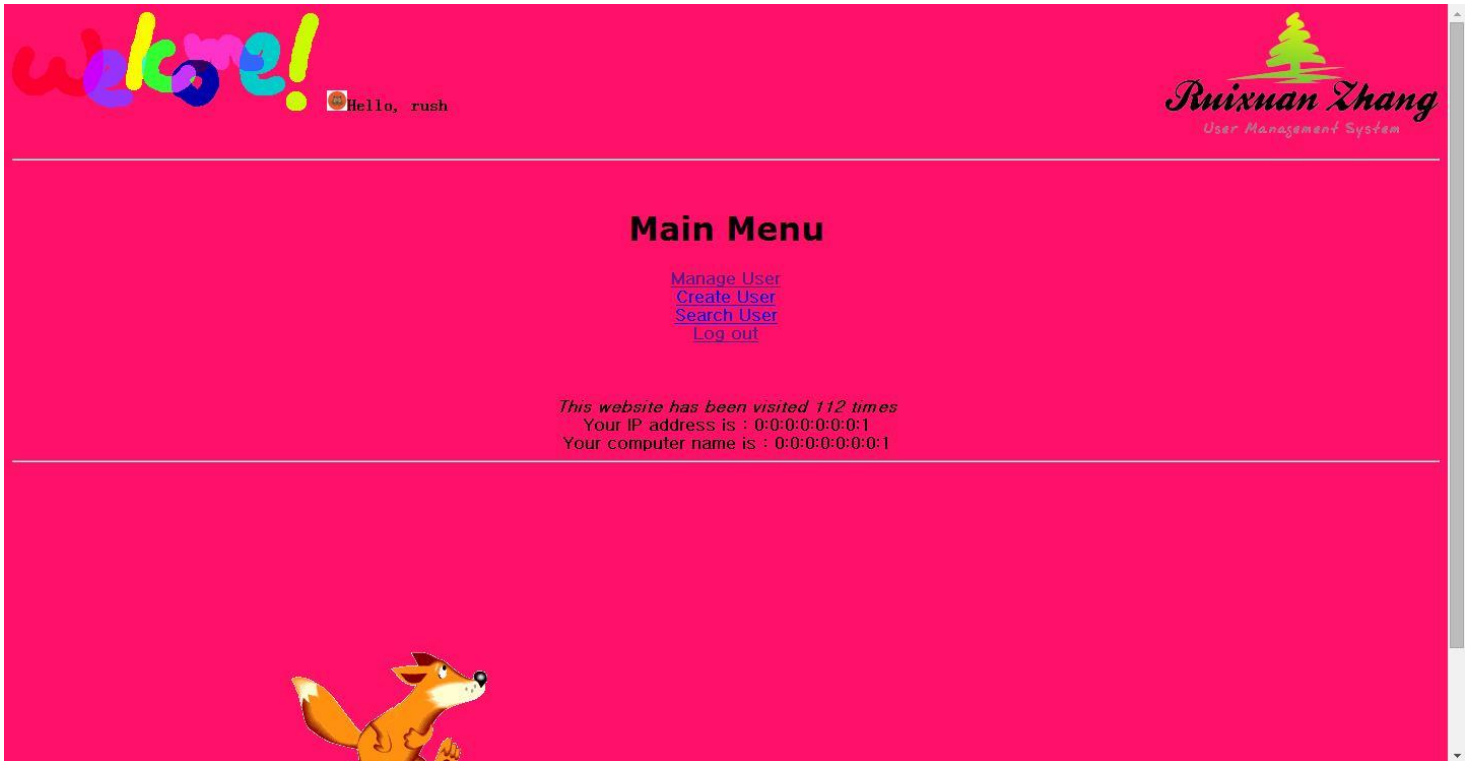 welcome!
Hello, rush
Ruixuan Zhang
User Management System
Main Menu
Manage User
Create User
Search User
Log out
This website has been visited 112 times
Your IP address is : 0:0:0:0:0:0:0:1
Your computer name is : 0:0:0:0:0:0:0:1